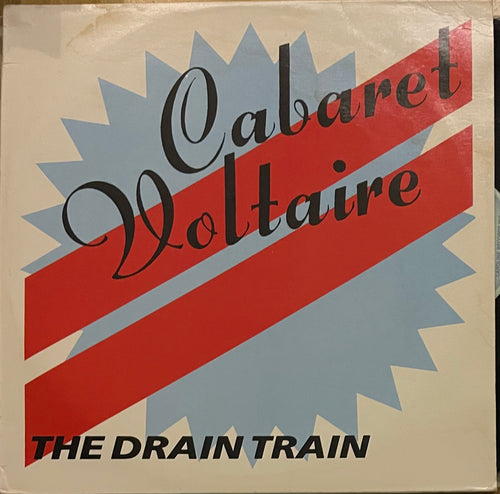 Cabaret
Voltaire
THE DRAIN TRAIN